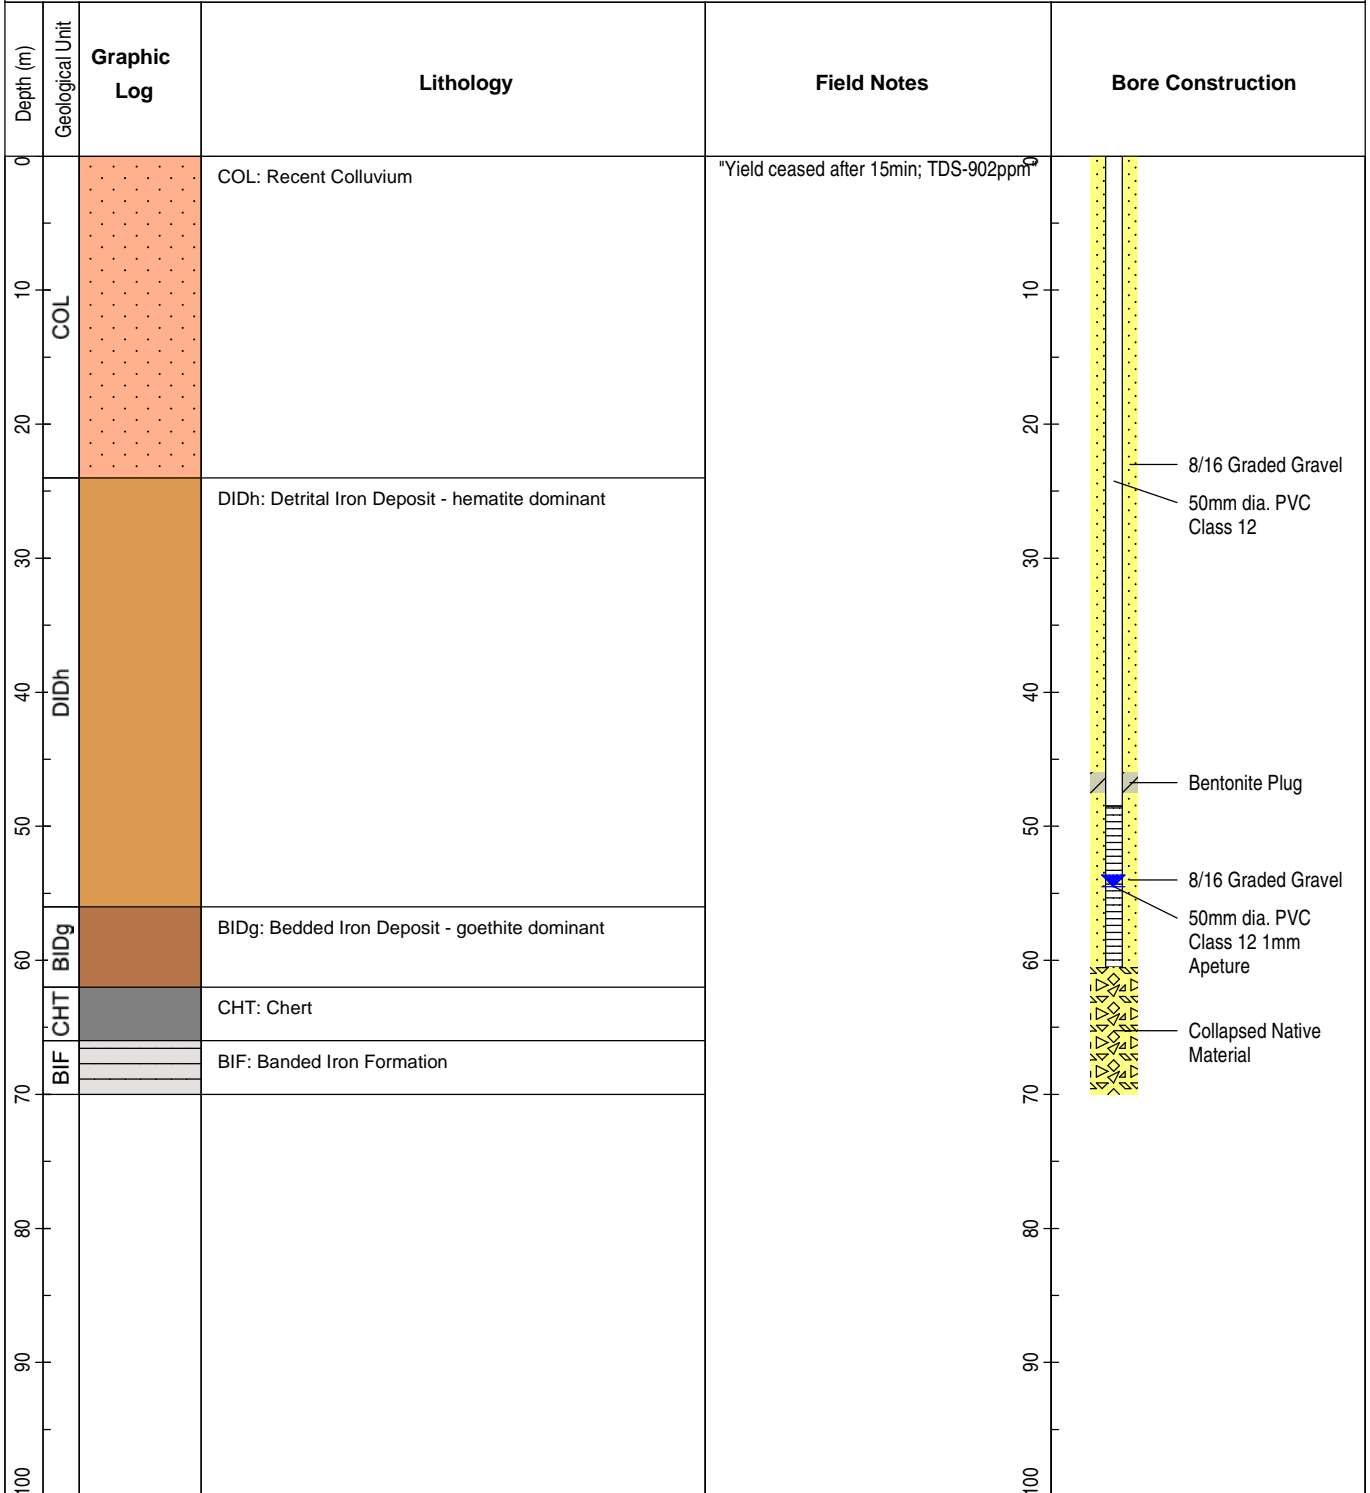 Depth (m)
Geological Unit
Graphic
Log
Lithology
Field Notes
Bore Construction
0
10
20
30
40
50
60
70
80
90
100
COL
DIDh
BIDg
CHT
BIF
COL: Recent Colluvium
DIDh: Detrital Iron Deposit - hematite dominant
BIDg: Bedded Iron Deposit - goethite dominant
CHT: Chert
BIF: Banded Iron Formation
"Yield ceased after 15min; TDS-902ppm"
0
10
20
30
40
50
60
70
80
90
100
8/16 Graded Gravel
50mm dia. PVC
Class 12
Bentonite Plug
8/16 Graded Gravel
50mm dia. PVC
Class 12 1mm
Apeture
Collapsed Native
Material